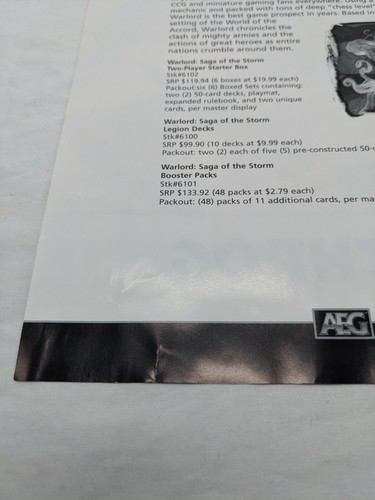 CCG and miniature gaming fans everywhere. Using a
mechanic and packed with tons of deep "chess level"
Warlord is the best game prospect in years. Based in
setting of the World of the
Accord, Warlord chronicles the
clash of mighty armies and the
actions of great heroes as entire
nations crumble around them.
Warlord: Saga of the Storm
Two-Player Starter Box
Stk#6102
SRP $119.94 (6 boxes at $19.99 each)
Packout:six (6) Boxed Sets containing:
two (2) 50-card decks, playmat,
expanded rulebook, and two unique
cards, per master display
Warlord: Saga of the Storm
Legion Decks
Stk#6100
SRP $99.90 (10 decks at $9.99 each)
Packout: two (2) each of five (5) pre-constructed 50-
Warlord: Saga of the Storm
Booster Packs
Stk#6101
SRP $133.92 (48 packs at $2.79 each)
Packout: (48) packs of 11 additional cards, per ma
AEG